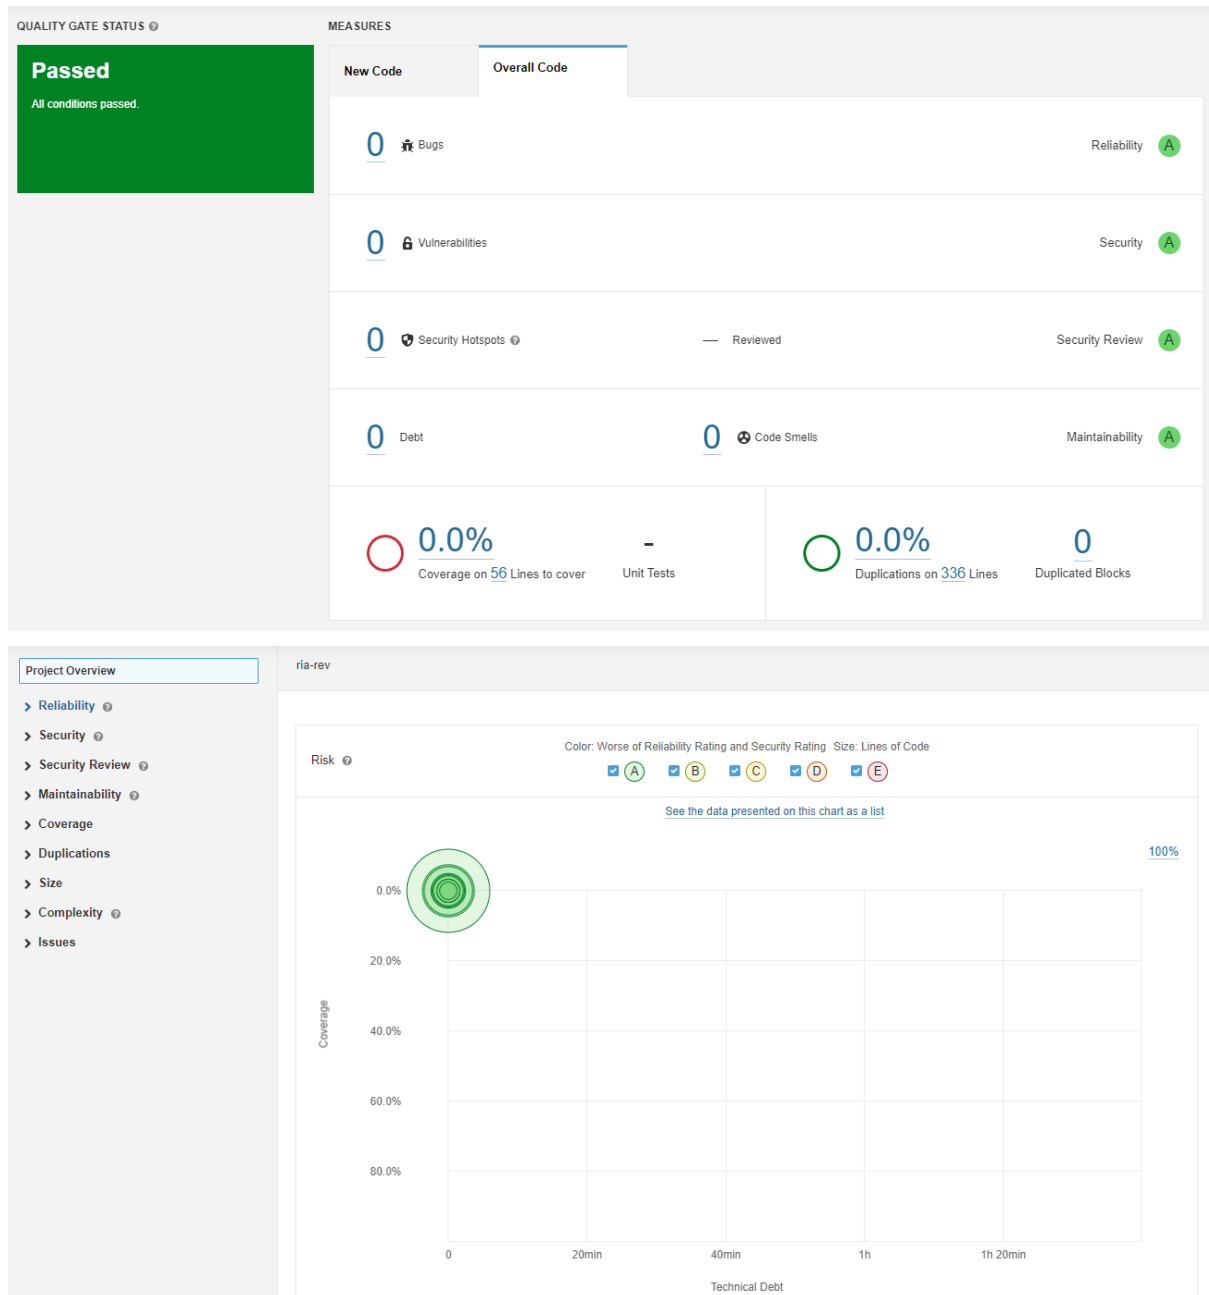 QUALITY GATE STATUS
MEASURES
Passed
All conditions passed.
New Code
Overall Code
0 Bugs
Reliability A
0 Vulnerabilities
Security A
0 Security Hotspots
— Reviewed
Security Review A
0 Debt
0 Code Smells
Maintainability A
0.0%
Coverage on 56 Lines to cover
-
Unit Tests
0.0%
Duplications on 336 Lines
0
Duplicated Blocks
Project Overview
Reliability
Security
Security Review
Maintainability
Coverage
Duplications
Size
Complexity
Issues
ria-rev
Risk
Color: Worse of Reliability Rating and Security Rating Size: Lines of Code
A B C D E
See the data presented on this chart as a list
100%
0.0%
20.0%
40.0%
60.0%
80.0%
Coverage
0 20min 40min 1h 1h 20min
Technical Debt